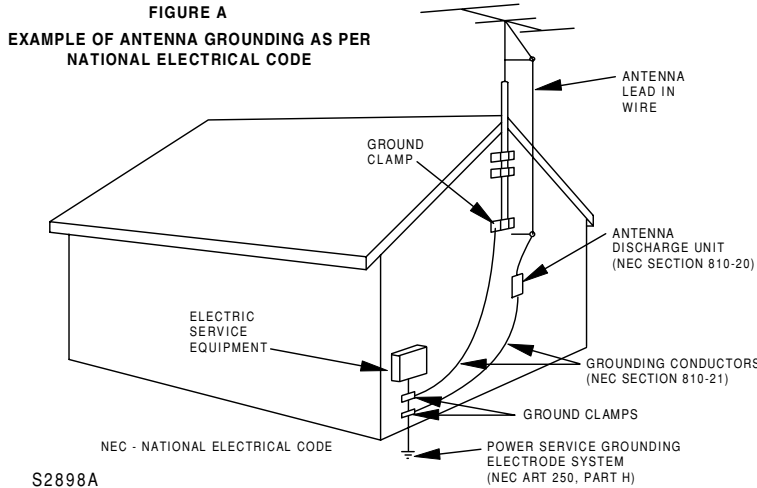 FIGURE A
EXAMPLE OF ANTENNA GROUNDING AS PER
NATIONAL ELECTRICAL CODE
ANTENNA
LEAD IN
WIRE
GROUND
CLAMP
ANTENNA
DISCHARGE UNIT
(NEC SECTION 810-20)
ELECTRIC
SERVICE
EQUIPMENT
GROUNDING CONDUCTORS
(NEC SECTION 810-21)
GROUND CLAMPS
NEC - NATIONAL ELECTRICAL CODE
POWER SERVICE GROUNDING
ELECTRODE SYSTEM
(NEC ART 250, PART H)
S2898A